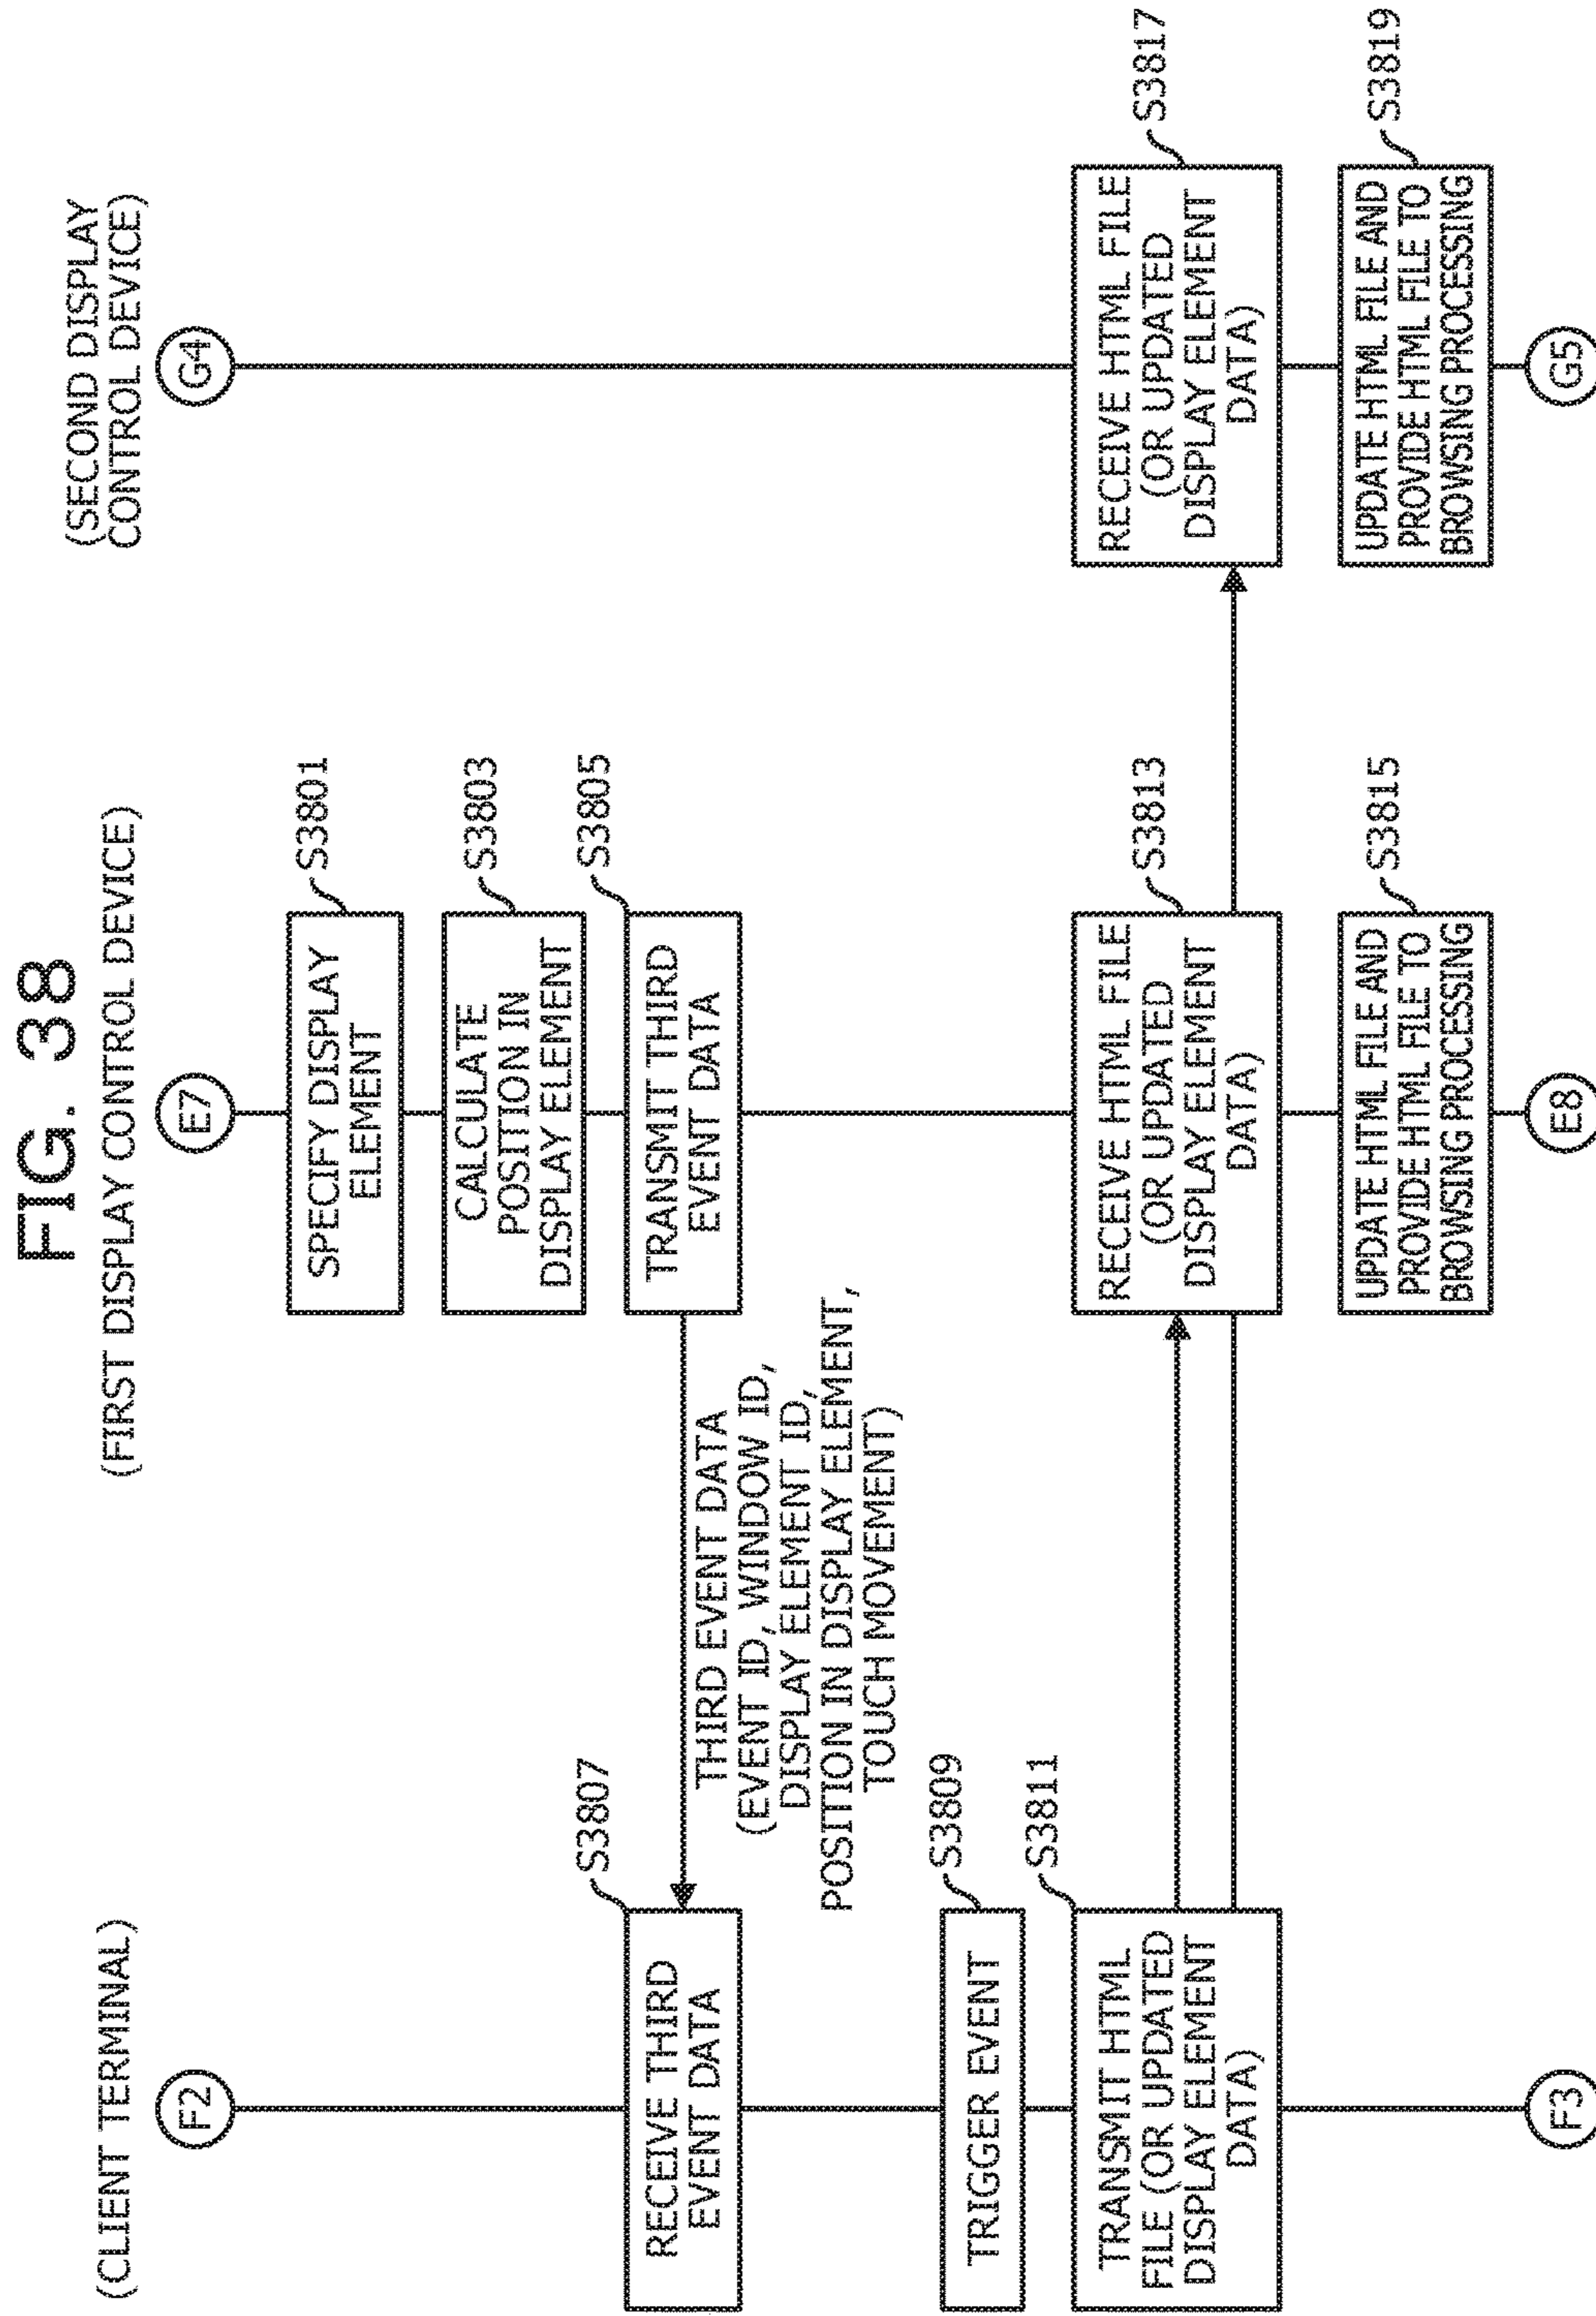 FIG. 38
(CLIENT TERMINAL)
(FIRST DISPLAY CONTROL DEVICE)
(SECOND DISPLAY
CONTROL DEVICE)
F2
E7
G4
S3801
SPECIFY DISPLAY
ELEMENT
S3803
CALCULATE
POSITION IN
DISPLAY ELEMENT
S3805
TRANSMIT THIRD
EVENT DATA
S3807
RECEIVE THIRD
EVENT DATA
THIRD EVENT DATA
(EVENT ID, WINDOW ID,
DISPLAY ELEMENT ID,
POSITION IN DISPLAY ELEMENT,
TOUCH MOVEMENT)
S3809
TRIGGER EVENT
S3811
TRANSMIT HTML
FILE (OR UPDATED
DISPLAY ELEMENT
DATA)
S3813
RECEIVE HTML FILE
(OR UPDATED
DISPLAY ELEMENT
DATA)
S3817
RECEIVE HTML FILE
(OR UPDATED
DISPLAY ELEMENT
DATA)
S3815
UPDATE HTML FILE AND
PROVIDE HTML FILE TO
BROWSING PROCESSING
S3819
UPDATE HTML FILE AND
PROVIDE HTML FILE TO
BROWSING PROCESSING
F3
E8
G5